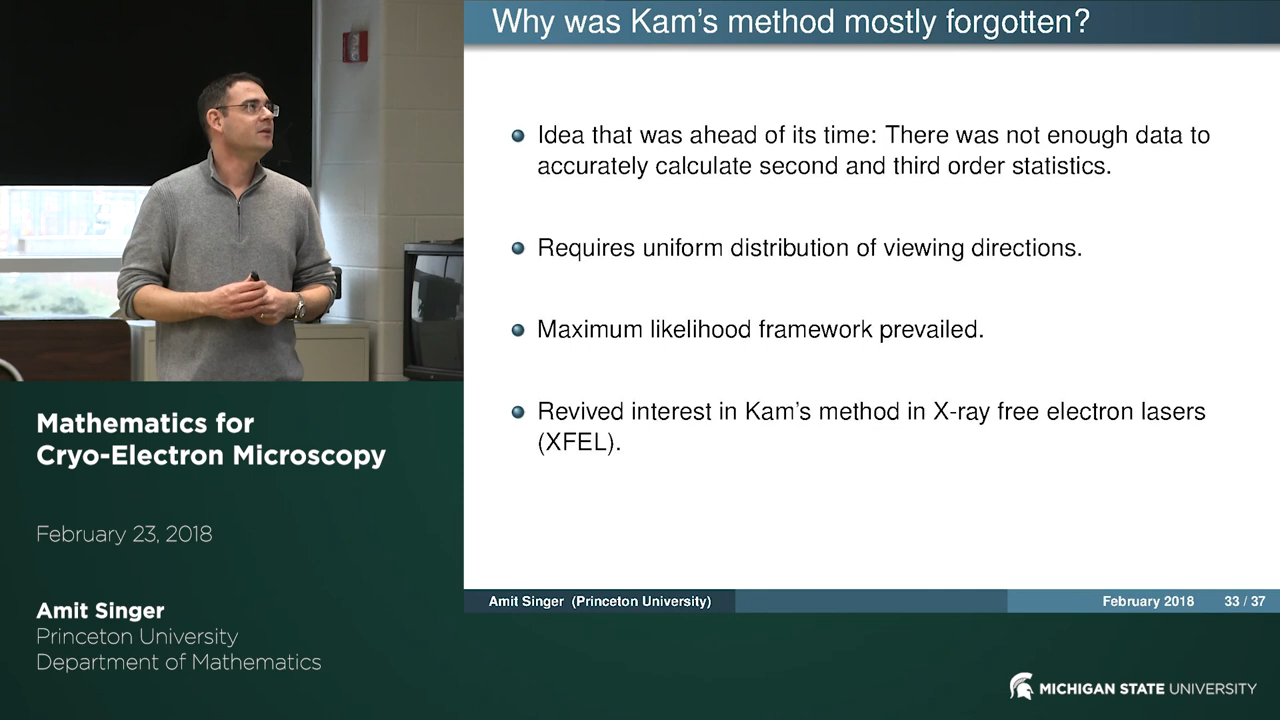 Why was Kam's method mostly forgotten?
Idea that was ahead of its time: There was not enough data to
accurately calculate second and third order statistics.
Requires uniform distribution of viewing directions.
Maximum likelihood framework prevailed.
Revived interest in Kam's method in X-ray free electron lasers
(XFEL).
Amit Singer (Princeton University)
February 2018
33 / 37
Mathematics for
Cryo-Electron Microscopy
February 23, 2018
Amit Singer
Princeton University
Department of Mathematics
MICHIGAN STATE UNIVERSITY